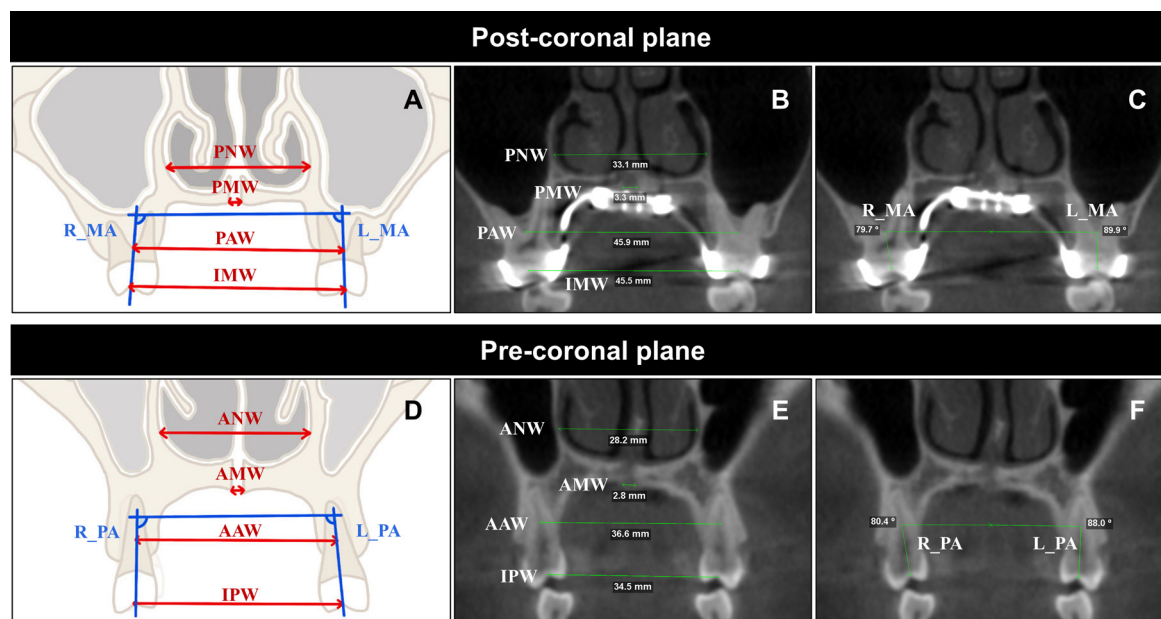 Post-coronal plane
A
PNW
PMW
R_MA
L_MA
PAW
IMW
B
PNW
33.1 mm
PMW
3.3 mm
PAW
45.9 mm
IMW
45.5 mm
C
R_MA
L_MA
79.7 º
89.9 º
Pre-coronal plane
D
ANW
AMW
R_PA
L_PA
AAW
IPW
E
ANW
28.2 mm
AMW
2.8 mm
AAW
36.6 mm
IPW
34.5 mm
F
80.4 º
88.0 º
R_PA
L_PA